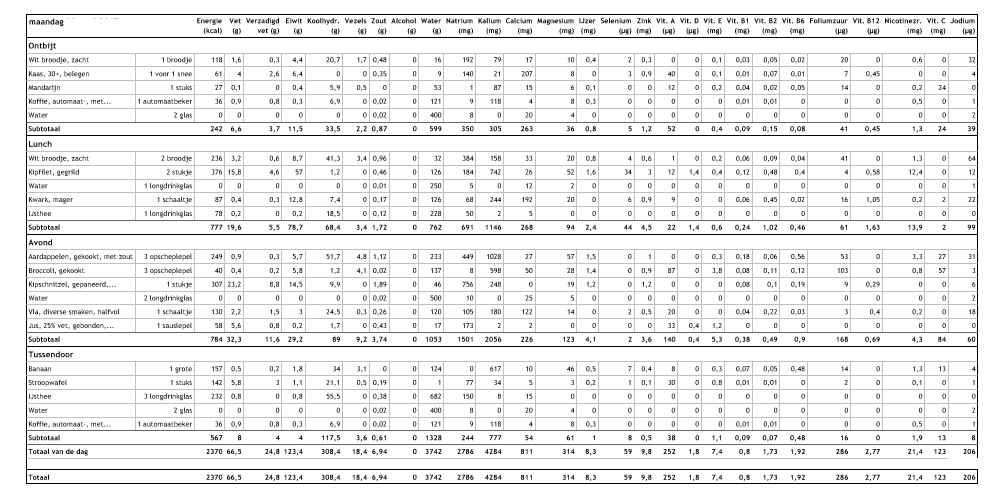 maandag Energie Vet Verzadigd Eiwit Koolhydr. Vezels Zout Alcohol Water Natrium Kalium Calcium Magnesium IJzer Selenium Zink Vit. A Vit. D Vit. E Vit. B1 Vit. B2 Vit. B6 Foliumzuur Vit. B12 Nicotinezr. Vit. C Jodium
(kcal) (g) vet (g) (g) (g) (g) (g) (g) (g) (mg) (mg) (mg) (mg) (mg) (µg) (mg) (µg) (µg) (mg) (mg) (mg) (mg) (µg) (µg) (mg) (mg) (µg)
Ontbijt
Wit broodje, zacht 1 broodje 118 1,6 0,3 4,4 20,7 1,7 0,48 0 16 192 79 17 10 0,4 2 0,3 0 0 0,1 0,03 0,05 0,02 20 0 0,6 0 32
Kaas, 30+, belegen 1 voor 1 snee 61 4 2,6 6,4 0 0 0,35 0 9 140 21 207 8 0 3 0,9 40 0 0,1 0,01 0,07 0,01 7 0,45 0 0 4
Mandarijn 1 stuks 27 0,1 0 0,4 5,9 0,5 0 0 53 1 87 15 6 0,1 0 0 12 0 0,2 0,04 0,02 0,05 14 0 0,2 24 0
Koffie, automaat-, met... 1 automaatbeker 36 0,9 0,8 0,3 6,9 0 0,02 0 121 9 118 4 8 0,3 0 0 0 0 0 0,01 0,01 0 0 0 0,5 0 1
Water 2 glas 0 0 0 0 0 0 0,02 0 400 8 0 20 4 0 0 0 0 0 0 0 0 0 0 0 0 0 2
Subtotaal 242 6,6 3,7 11,5 33,5 2,2 0,87 0 599 350 305 263 36 0,8 5 1,2 52 0 0,4 0,09 0,15 0,08 41 0,45 1,3 24 39
Lunch
Wit broodje, zacht 2 broodje 236 3,2 0,6 8,7 41,3 3,4 0,96 0 32 384 158 33 20 0,8 4 0,6 1 0 0,2 0,06 0,09 0,04 41 0 1,3 0 64
Kipfilet, gegrild 2 stukje 376 15,8 4,6 57 1,2 0 0,46 0 126 184 742 26 52 1,6 34 3 12 1,4 0,4 0,12 0,48 0,4 4 0,58 12,4 0 12
Water 1 longdrinkglas 0 0 0 0 0 0 0,01 0 250 5 0 12 2 0 0 0 0 0 0 0 0 0 0 0 0 0 1
Kwark, mager 1 schaaltje 87 0,4 0,3 12,8 7,4 0 0,17 0 126 68 244 192 20 0 6 0,9 9 0 0 0,06 0,45 0,02 16 1,05 0,2 2 22
IJsthee 1 longdrinkglas 78 0,2 0 0 18,5 0 0,12 0 228 50 2 5 0 0 0 0 0 0 0 0 0 0 0 0 0 0 0
Subtotaal 777 19,6 5,5 78,7 68,4 3,4 1,72 0 762 691 1146 268 94 2,4 44 4,5 22 1,4 0,6 0,24 1,02 0,46 61 1,63 13,9 2 99
Avond
Aardappelen, gekookt, met zout 3 opscheplepel 249 0,9 0,3 5,7 51,7 4,8 1,12 0 233 449 1028 27 57 1,5 0 1 0 0 0,3 0,18 0,06 0,56 53 0 3,3 27 31
Broccoli, gekookt 3 opscheplepel 40 0,4 0,2 5,8 1,2 4,1 0,02 0 137 8 598 50 28 1,4 0 0,9 87 0 3,8 0,08 0,11 0,12 103 0 0,8 57 3
Kipschnitzel, gepaneerd,... 1 stukje 307 23,2 8,8 14,5 9,9 0 1,89 0 46 756 248 0 19 1,2 0 1,2 0 0 0 0,08 0,1 0,19 9 0,29 0 0 6
Water 2 longdrinkglas 0 0 0 0 0 0 0,02 0 500 10 0 25 5 0 0 0 0 0 0 0 0 0 0 0 0 0 2
Vla, diverse smaken, halfvol 1 schaaltje 130 2,2 1,5 3 24,5 0,3 0,26 0 120 105 180 122 14 0 2 0,5 20 0 0 0,04 0,22 0,03 3 0,4 0,2 0 18
Jus, 25% vet, gebonden,... 1 sauslepel 58 5,6 0,8 0,2 1,7 0 0,43 0 17 173 2 2 0 0 0 0 33 0,4 1,2 0 0 0 0 0 0 0 0
Subtotaal 784 32,3 11,6 29,2 89 9,2 3,74 0 1053 1501 2056 226 123 4,1 2 3,6 140 0,4 5,3 0,38 0,49 0,9 168 0,69 4,3 84 60
Tussendoor
Banaan 1 grote 157 0,5 0,2 1,8 34 3,1 0 0 124 0 617 10 46 0,5 7 0,4 8 0 0,3 0,07 0,05 0,48 14 0 1,3 13 4
Stroopwafel 1 stuks 142 5,8 3 1,1 21,1 0,5 0,19 0 1 77 34 5 3 0,2 1 0,1 30 0 0,8 0,01 0,01 0 2 0 0,1 0 1
IJsthee 3 longdrinkglas 232 0,8 0 0 55,5 0 0,38 0 682 150 8 15 0 0 0 0 0 0 0 0 0 0 0 0 0 0 0
Water 2 glas 0 0 0 0 0 0 0,02 0 400 8 0 20 4 0 0 0 0 0 0 0 0 0 0 0 0 0 2
Koffie, automaat-, met... 1 automaatbeker 36 0,9 0,8 0,3 6,9 0 0,02 0 121 9 118 4 8 0,3 0 0 0 0 0 0,01 0,01 0 0 0 0,5 0 1
Subtotaal 567 8 4 4 117,5 3,6 0,61 0 1328 244 777 54 61 1 8 0,5 38 0 1,1 0,09 0,07 0,48 16 0 1,9 13 8
Totaal van de dag 2370 66,5 24,8 123,4 308,4 18,4 6,94 0 3742 2786 4284 811 314 8,3 59 9,8 252 1,8 7,4 0,8 1,73 1,92 286 2,77 21,4 123 206
Totaal 2370 66,5 24,8 123,4 308,4 18,4 6,94 0 3742 2786 4284 811 314 8,3 59 9,8 252 1,8 7,4 0,8 1,73 1,92 286 2,77 21,4 123 206